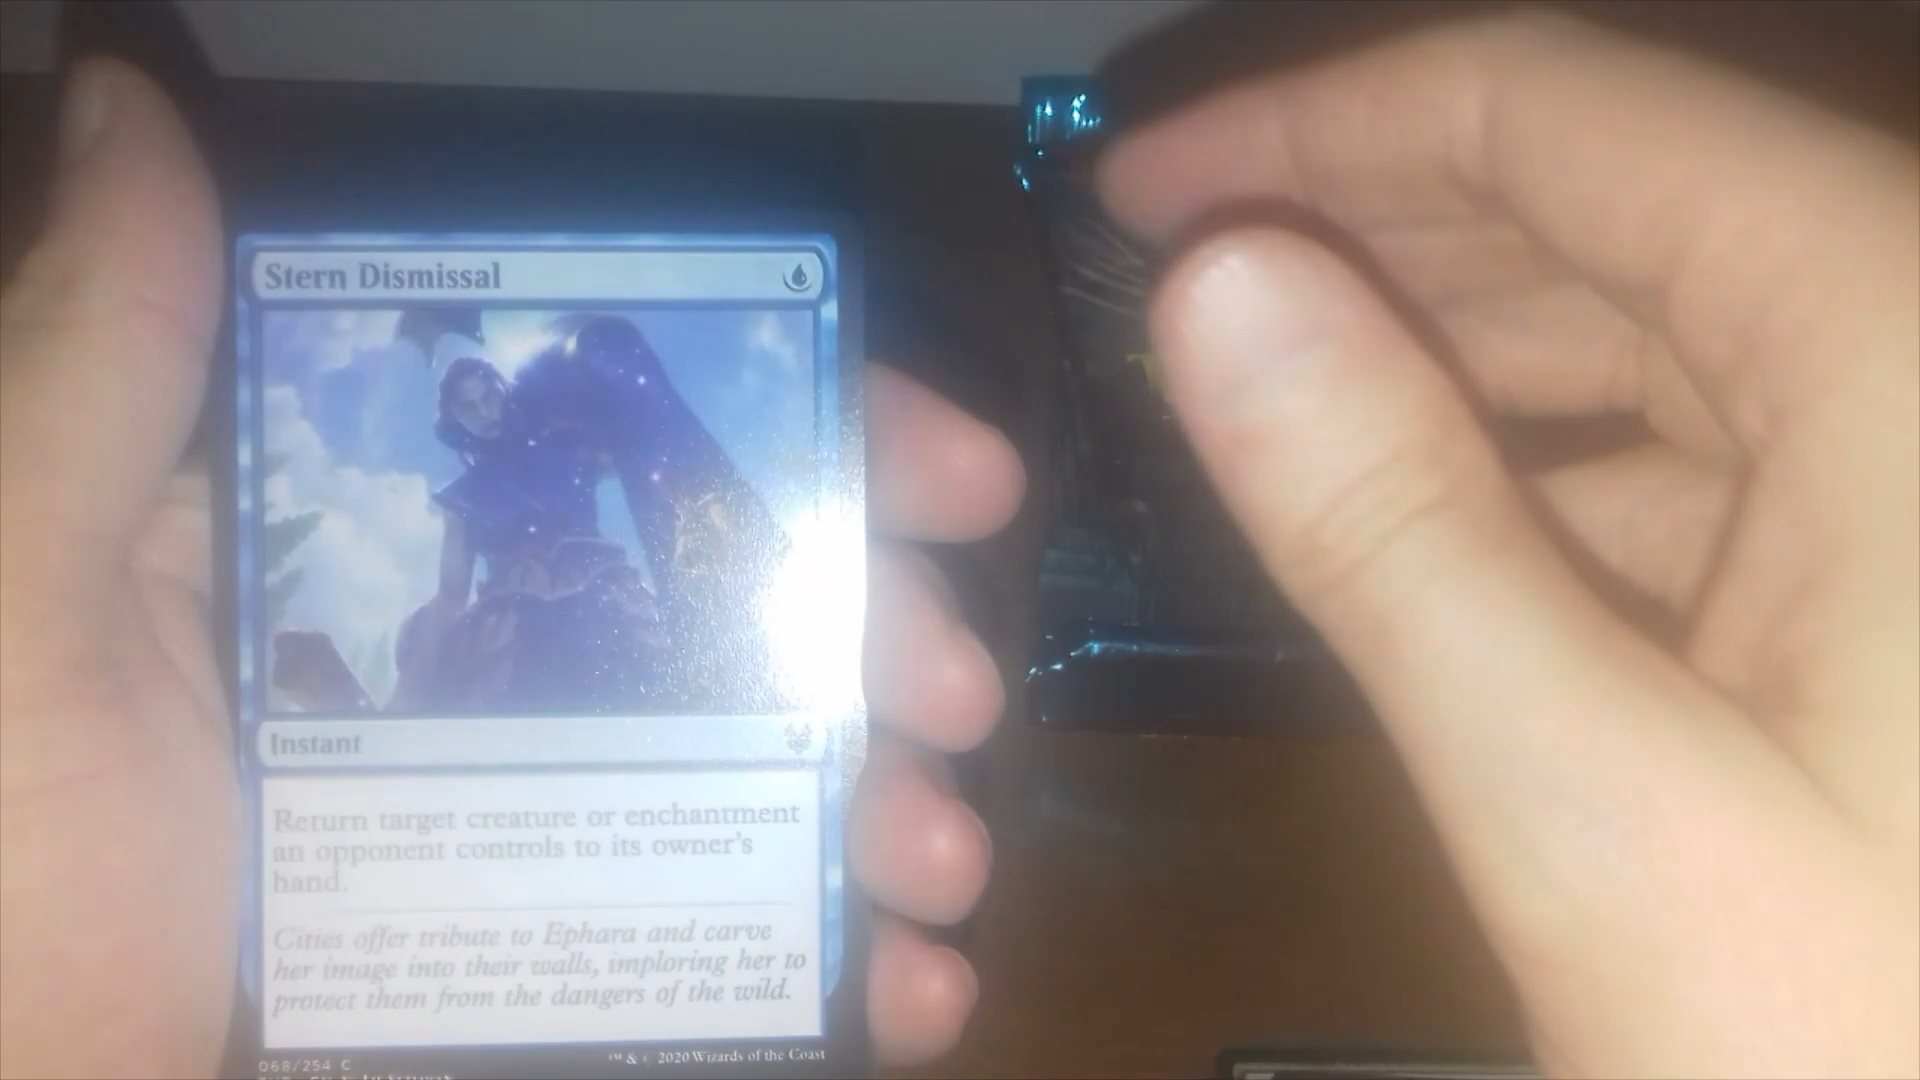 Stern Dismissal
Instant
Return target creature or enchantment
an opponent controls to its owner's
hand.
Cities offer tribute to Ephara and carve
her image into their walls, imploring her to
protect them from the dangers of the wild.
068/254 C
™ & © 2020 Wizards of the Coast